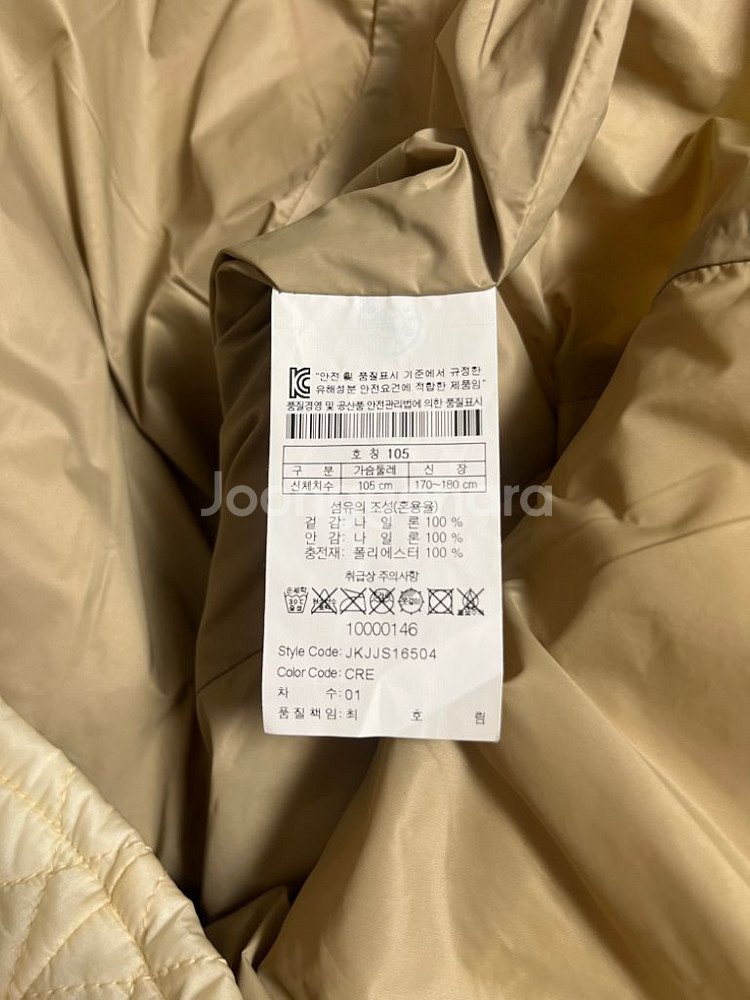 "안전 및 품질표시 기준에서 규정한
유해성분 안전요건에 적합한 제품임"
품질경영 및 공산품 안전관리법에 의한 품질표시
호 칭 105
구 분 가슴둘레 신 장
신체치수 105 cm 170~180 cm
섬유의 조성(혼용율)
겉 감: 나 일 론 100 %
안 감: 나 일 론 100 %
충전재: 폴리에스터 100 %
취급상 주의사항
손세탁
30℃
중성
10000146
Style Code: JKJJS16504
Color Code: CRE
차 수: 01
품 질 책 임: 최 호 림